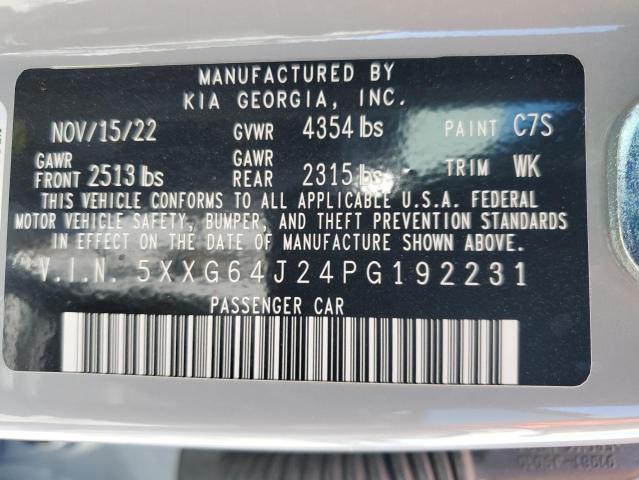 MANUFACTURED BY
KIA GEORGIA, INC.
NOV/15/22 GVWR 4354 lbs PAINT C7S
GAWR FRONT 2513 lbs GAWR REAR 2315 lbs TRIM WK
THIS VEHICLE CONFORMS TO ALL APPLICABLE U.S.A. FEDERAL
MOTOR VEHICLE SAFETY, BUMPER, AND THEFT PREVENTION STANDARDS
IN EFFECT ON THE DATE OF MANUFACTURE SHOWN ABOVE.
V.I.N. 5XXG64J24PG192231
PASSENGER CAR